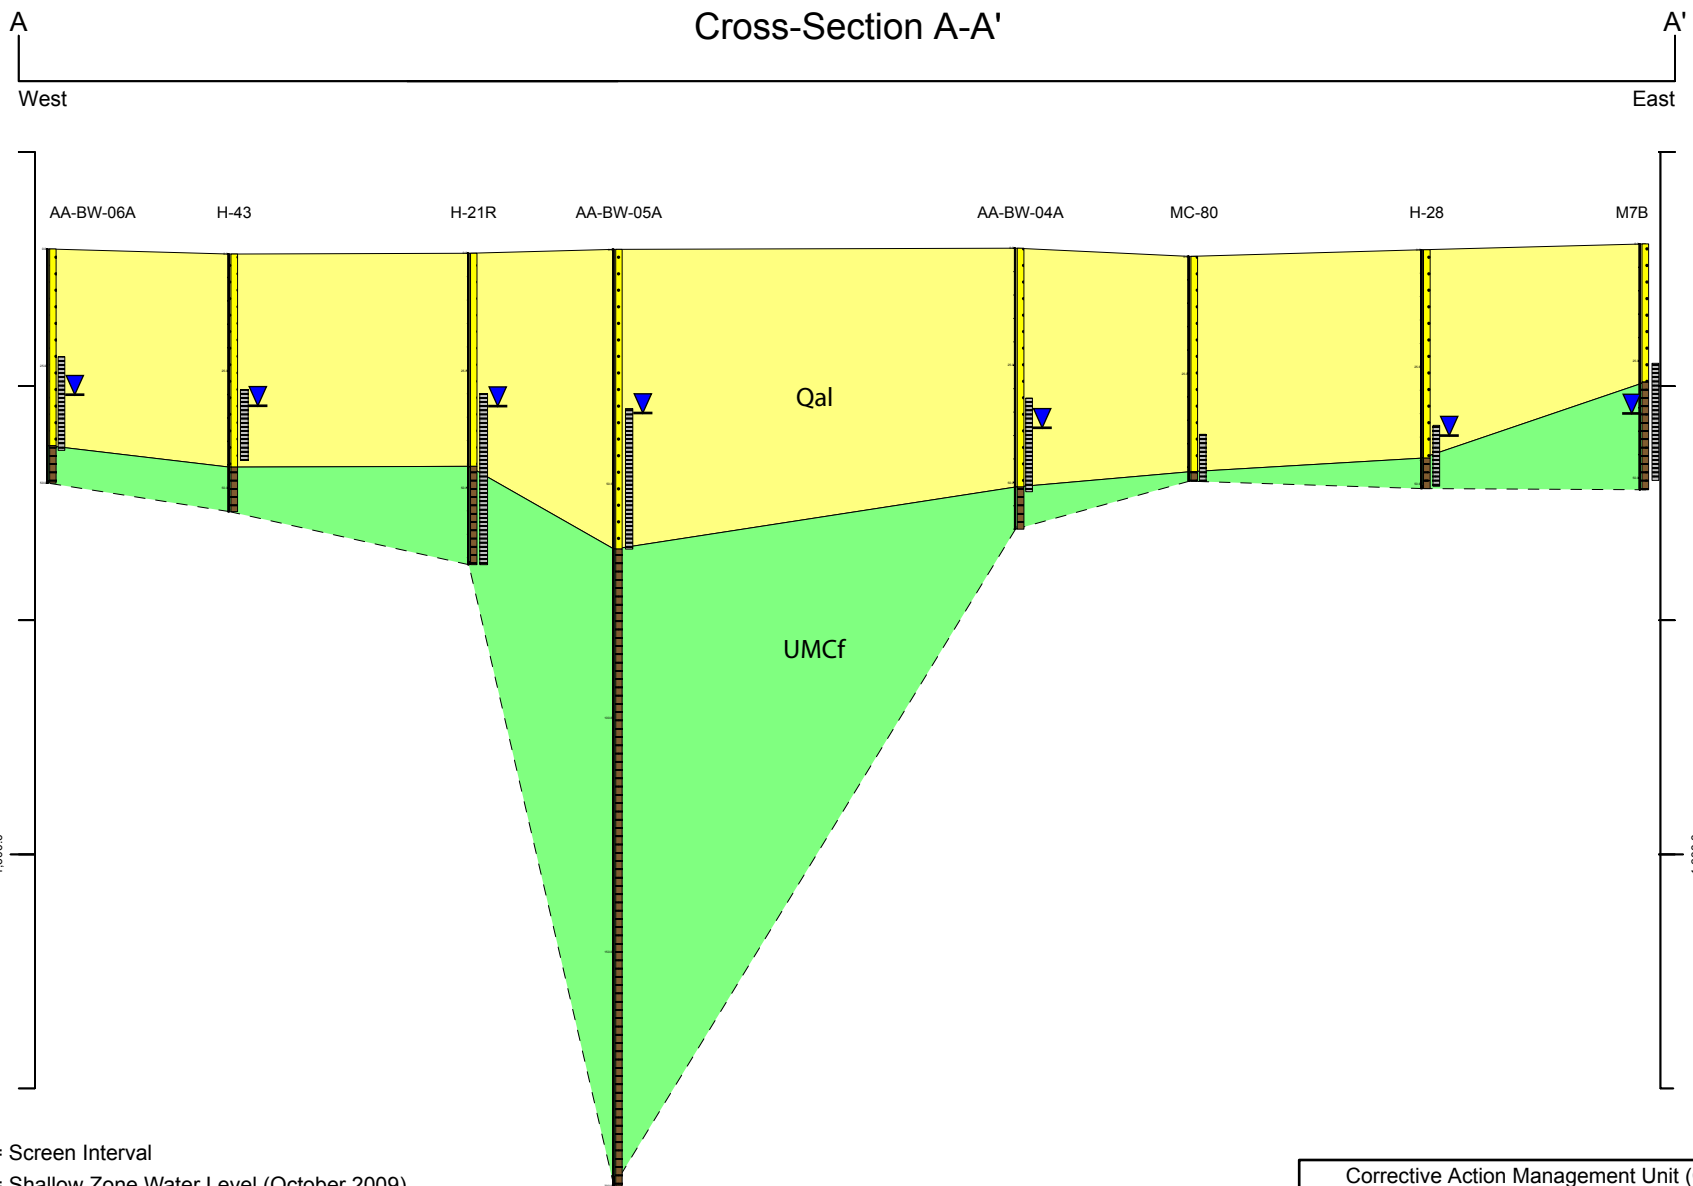 A
Cross-Section A-A'
A'
West
East
AA-BW-06A
H-43
H-21R
AA-BW-05A
AA-BW-04A
MC-80
H-28
M7B
Qal
UMCf
= Screen Interval
= Shallow Zone Water Level (October 2009)
Corrective Action Management Unit (